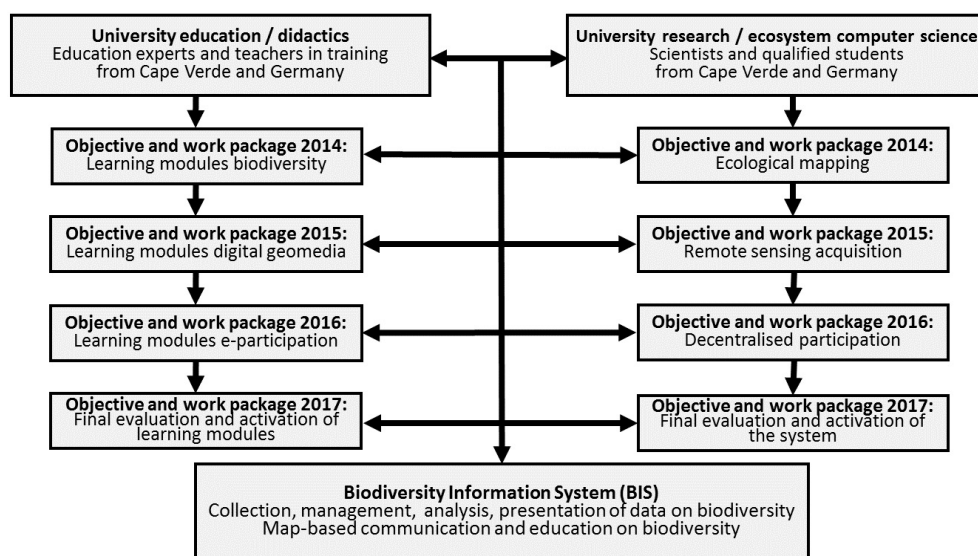 University education / didactics
Education experts and teachers in training
from Cape Verde and Germany
University research / ecosystem computer science
Scientists and qualified students
from Cape Verde and Germany
Objective and work package 2014:
Learning modules biodiversity
Objective and work package 2014:
Ecological mapping
Objective and work package 2015:
Learning modules digital geomedia
Objective and work package 2015:
Remote sensing acquisition
Objective and work package 2016:
Learning modules e-participation
Objective and work package 2016:
Decentralised participation
Objective and work package 2017:
Final evaluation and activation of
learning modules
Objective and work package 2017:
Final evaluation and activation of
the system
Biodiversity Information System (BIS)
Collection, management, analysis, presentation of data on biodiversity
Map-based communication and education on biodiversity